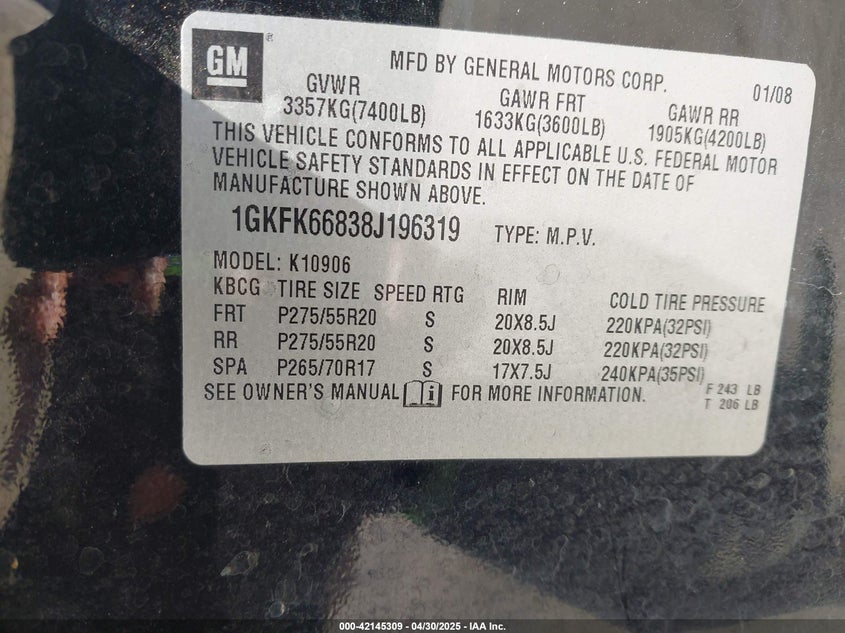 GM ®
MFD BY GENERAL MOTORS CORP. 01/08
GVWR GAWR FRT GAWR RR
3357KG(7400LB) 1633KG(3600LB) 1905KG(4200LB)
THIS VEHICLE CONFORMS TO ALL APPLICABLE U.S. FEDERAL MOTOR
VEHICLE SAFETY STANDARDS IN EFFECT ON THE DATE OF
MANUFACTURE SHOWN ABOVE.
1GKFK66838J196319 TYPE: M.P.V.
MODEL: K10906
KBCG TIRE SIZE SPEED RTG RIM COLD TIRE PRESSURE
FRT P275/55R20 S 20X8.5J 220KPA(32PSI)
RR P275/55R20 S 20X8.5J 220KPA(32PSI)
SPA P265/70R17 S 17X7.5J 240KPA(35PSI)
SEE OWNER'S MANUAL i FOR MORE INFORMATION. F 243 LB
T 206 LB
000-42145309 - 04/30/2025 - IAA Inc.